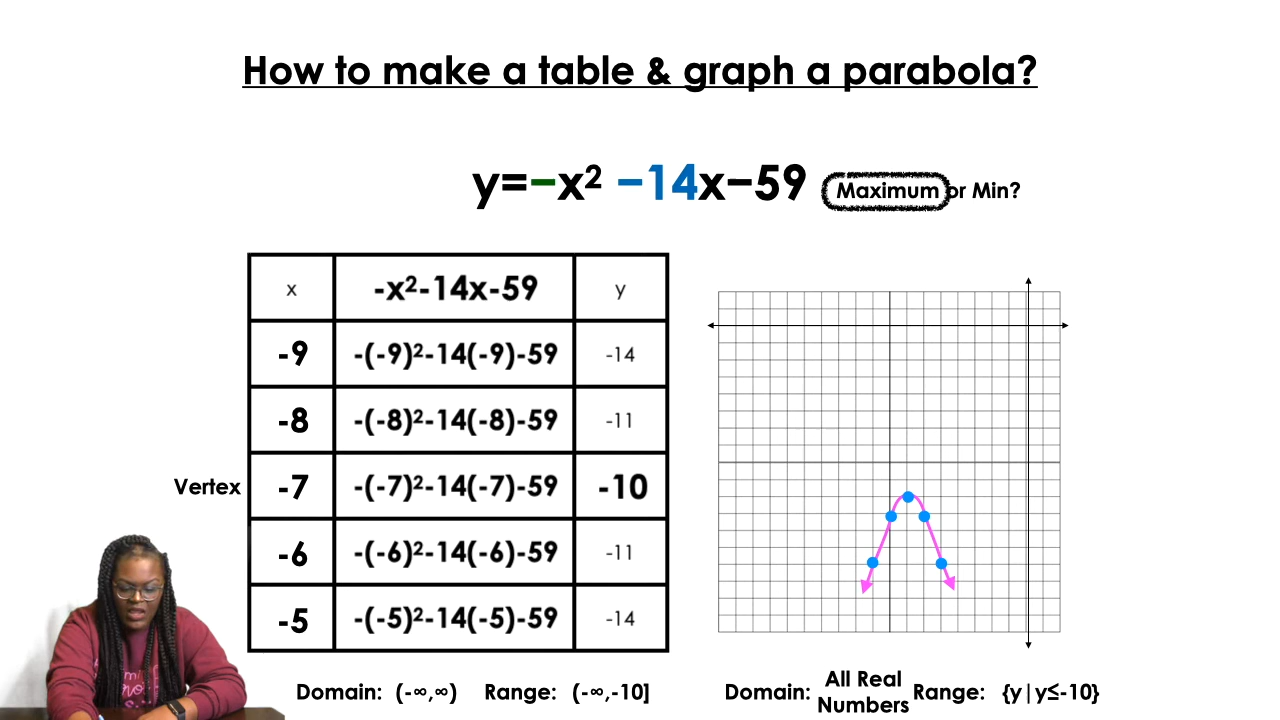 How to make a table & graph a parabola?
y=−x² −14x−59 Maximum or Min?
x -x²-14x-59 y
-9 -(-9)²-14(-9)-59 -14
-8 -(-8)²-14(-8)-59 -11
Vertex -7 -(-7)²-14(-7)-59 -10
-6 -(-6)²-14(-6)-59 -11
-5 -(-5)²-14(-5)-59 -14
Domain: (-∞,∞) Range: (-∞,-10]
Domain: All Real Numbers Range: {y|y≤-10}